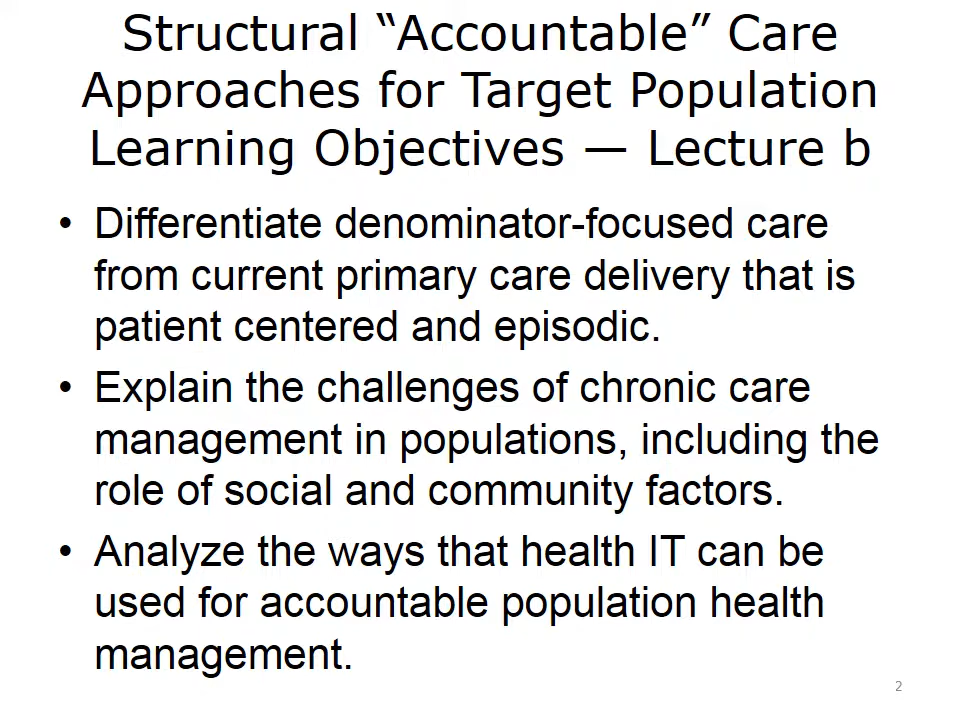 Structural “Accountable” Care
Approaches for Target Population
Learning Objectives — Lecture b
• Differentiate denominator-focused care
from current primary care delivery that is
patient centered and episodic.
• Explain the challenges of chronic care
management in populations, including the
role of social and community factors.
• Analyze the ways that health IT can be
used for accountable population health
management.
2